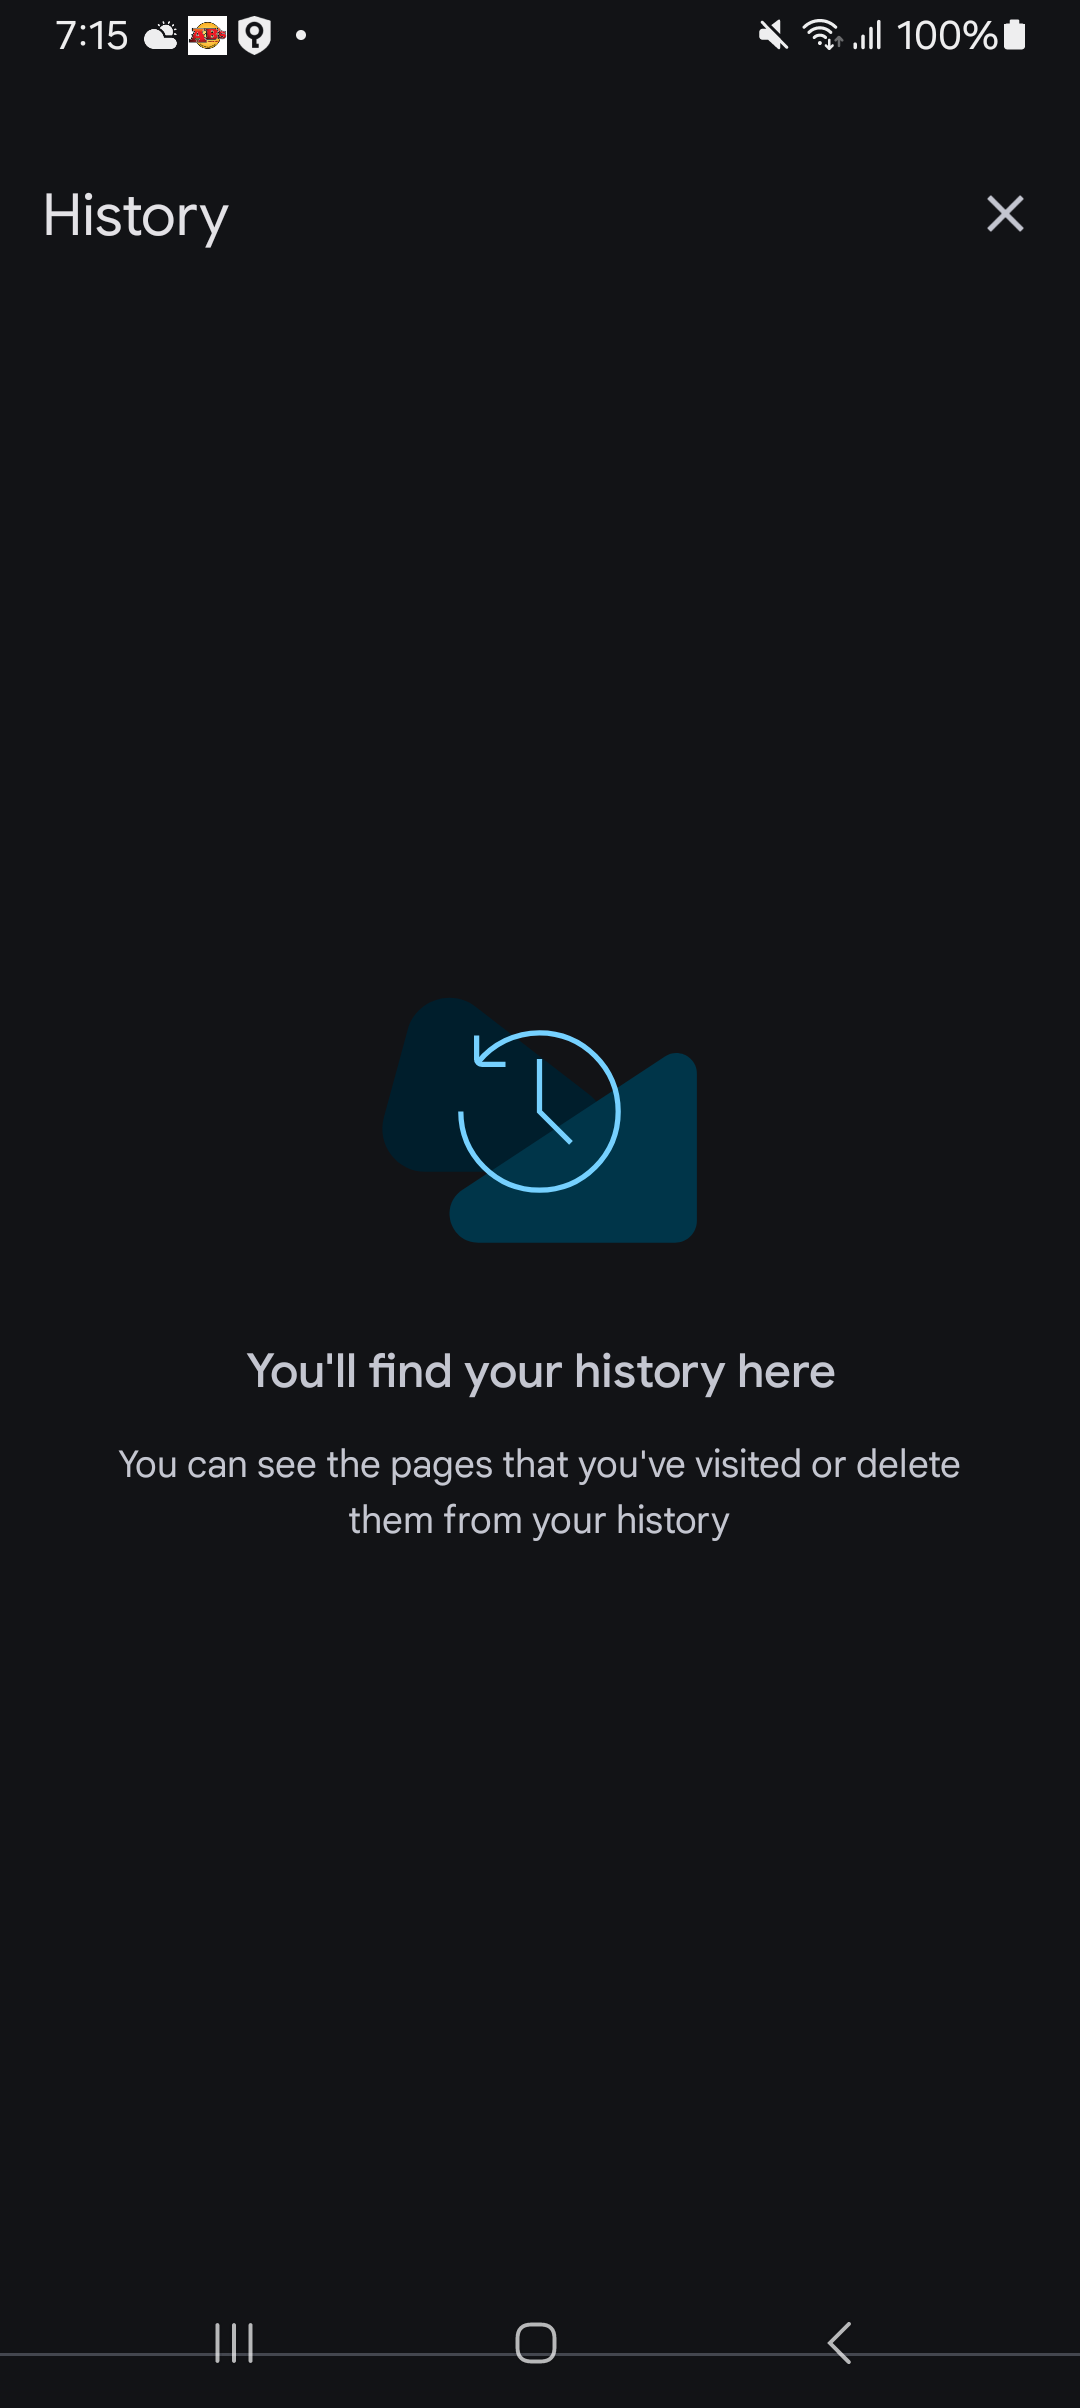 7:15 100%
History
You'll find your history here
You can see the pages that you've visited or delete
them from your history